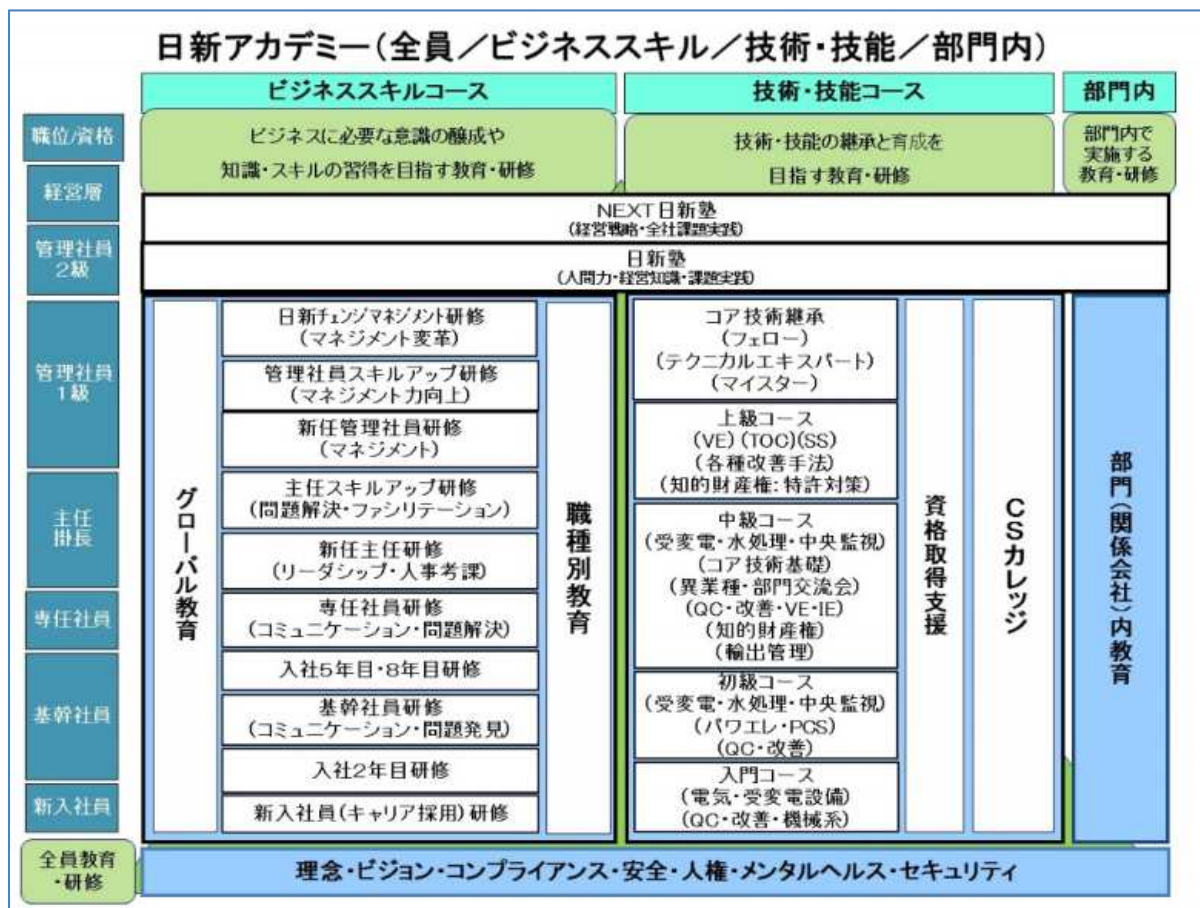 日新アカデミー(全員／ビジネススキル／技術・技能／部門内)
ビジネススキルコース
技術・技能コース
部門内
職位/資格
ビジネスに必要な意識の醸成や
知識・スキルの習得を目指す教育・研修
技術・技能の継承と育成を
目指す教育・研修
部門内で
実施する
教育・研修
経営層
NEXT日新塾
(経営戦略・全社課題実践)
管理社員
2級
日新塾
(人間力・経営知識・課題実践)
管理社員
1級
主任
掛長
専任社員
基幹社員
新入社員
グローバル教育
日新チェンジマネジメント研修
(マネジメント変革)
管理社員スキルアップ研修
(マネジメント力向上)
新任管理社員研修
(マネジメント)
主任スキルアップ研修
(問題解決・ファシリテーション)
新任主任研修
(リーダシップ・人事考課)
専任社員研修
(コミュニケーション・問題解決)
入社5年目・8年目研修
基幹社員研修
(コミュニケーション・問題発見)
入社2年目研修
新入社員(キャリア採用)研修
職種別教育
コア技術継承
(フェロー)
(テクニカルエキスパート)
(マイスター)
上級コース
(VE)(TOC)(SS)
(各種改善手法)
(知的財産権:特許対策)
中級コース
(受変電・水処理・中央監視)
(コア技術基礎)
(異業種・部門交流会)
(QC・改善・VE・IE)
(知的財産権)
(輸出管理)
初級コース
(受変電・水処理・中央監視)
(パワエレ・PCS)
(QC・改善)
入門コース
(電気・受変電設備)
(QC・改善・機械系)
資格取得支援
CSカレッジ
部門(関係会社)内教育
全員教育
・研修
理念・ビジョン・コンプライアンス・安全・人権・メンタルヘルス・セキュリティ